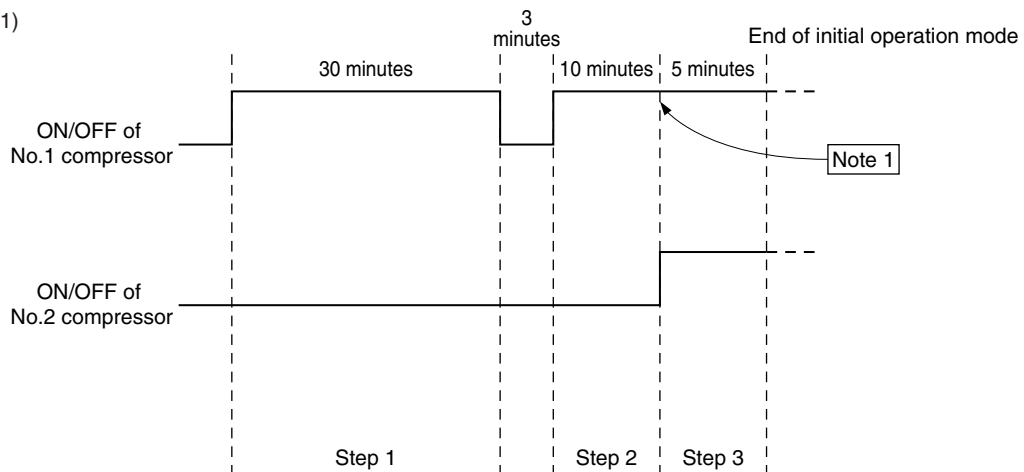 1)
3
minutes
End of initial operation mode
30 minutes
10 minutes
5 minutes
ON/OFF of
No.1 compressor
Note 1
ON/OFF of
No.2 compressor
Step 1
Step 2
Step 3